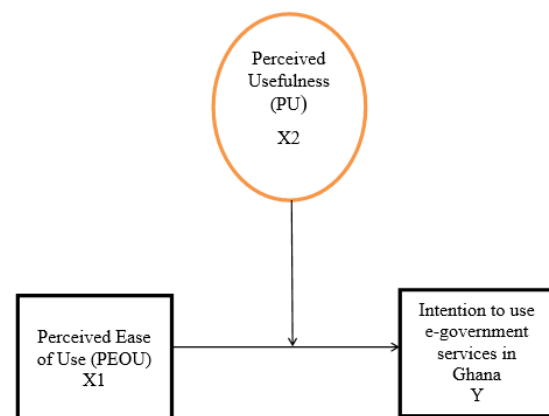 Perceived
Usefulness
(PU)
X2
Perceived Ease
of Use (PEOU)
X1
Intention to use
e-government
services in
Ghana
Y